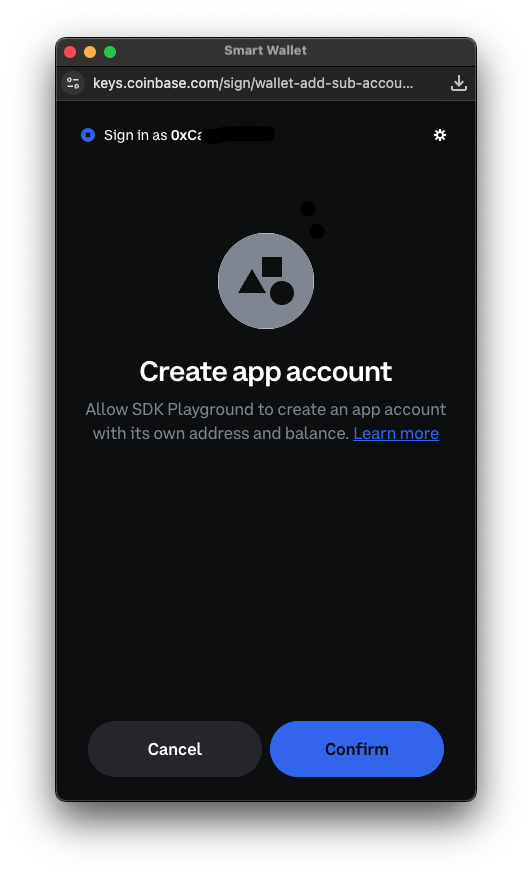 Smart Wallet
keys.coinbase.com/sign/wallet-add-sub-accou...
Sign in as 0xCa
Create app account
Allow SDK Playground to create an app account
with its own address and balance. Learn more
Cancel
Confirm